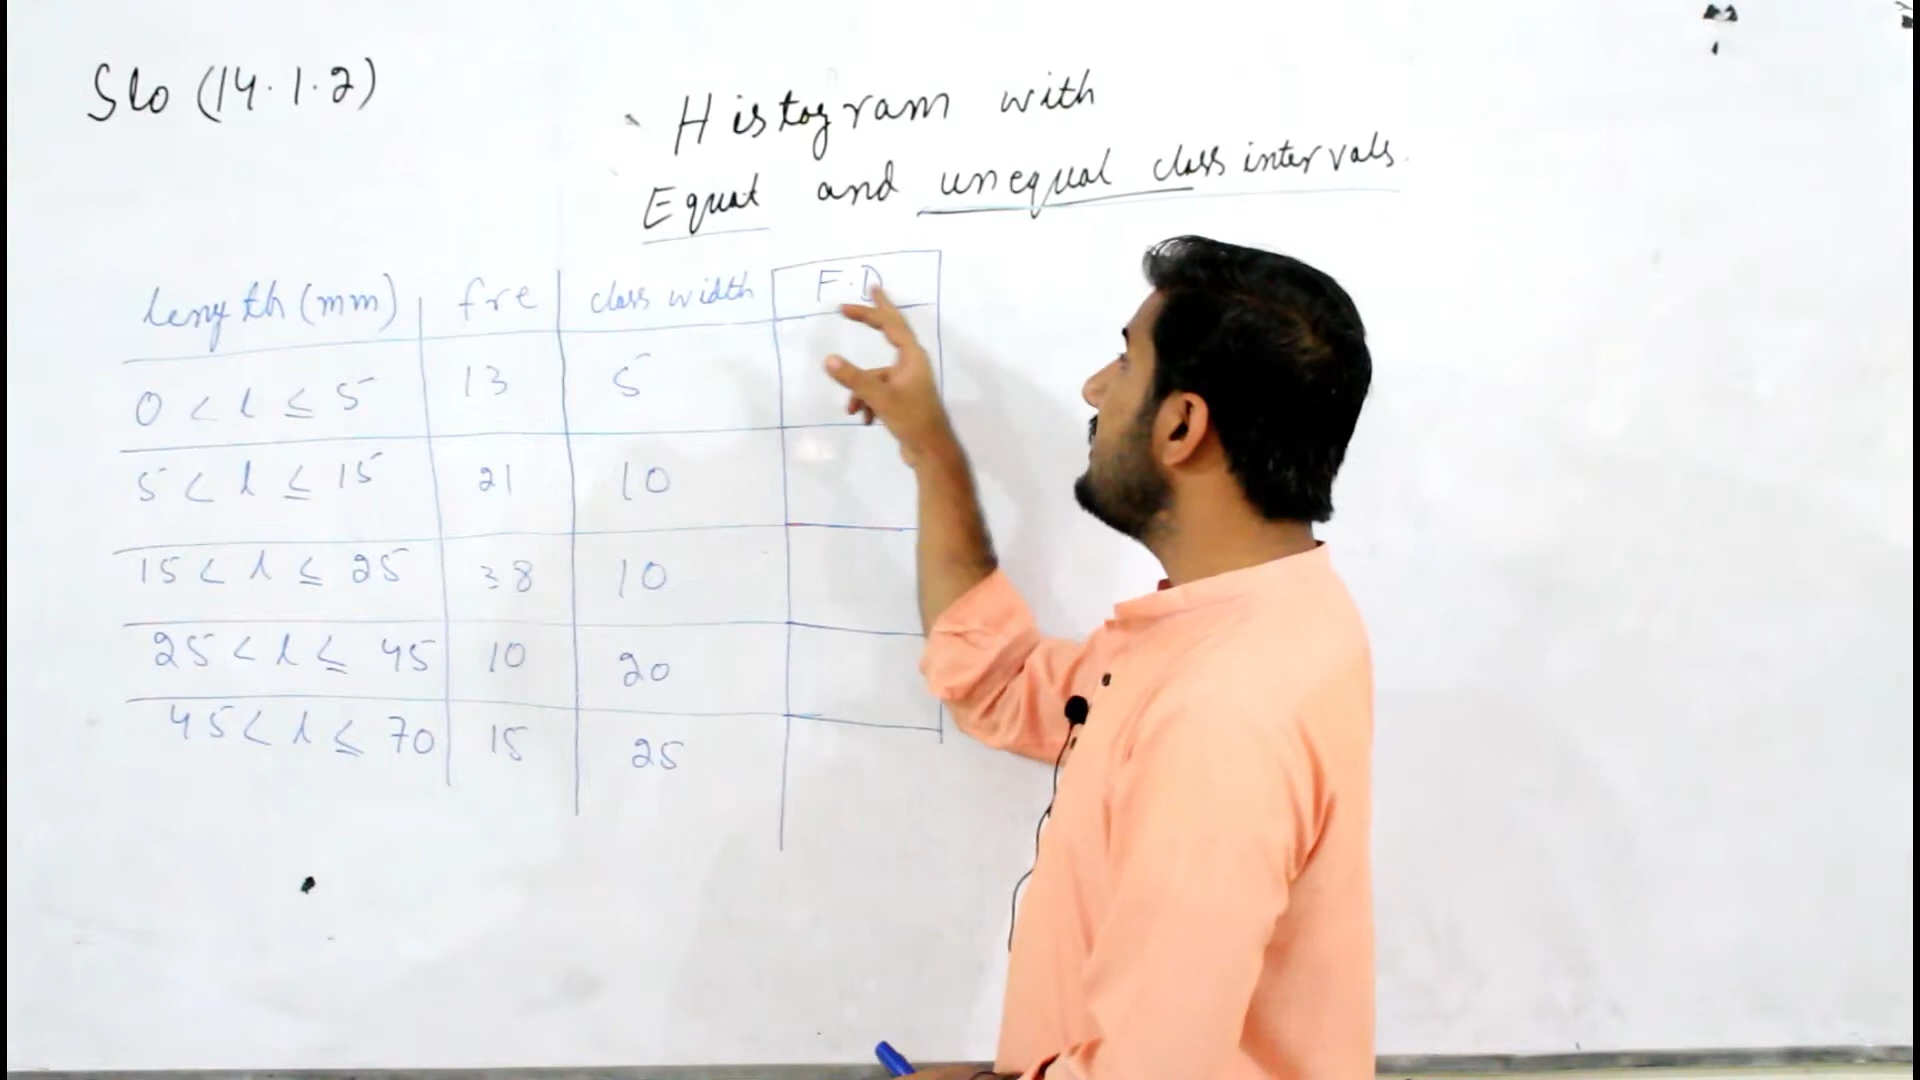 Slo (14.1.2)
Histogram with
Equal and unequal class intervals.
length (mm) fre class width F.D
0 < l ≤ 5 13 5
5 < l ≤ 15 21 10
15 < l ≤ 25 38 10
25 < l ≤ 45 10 20
45 < l ≤ 70 15 25